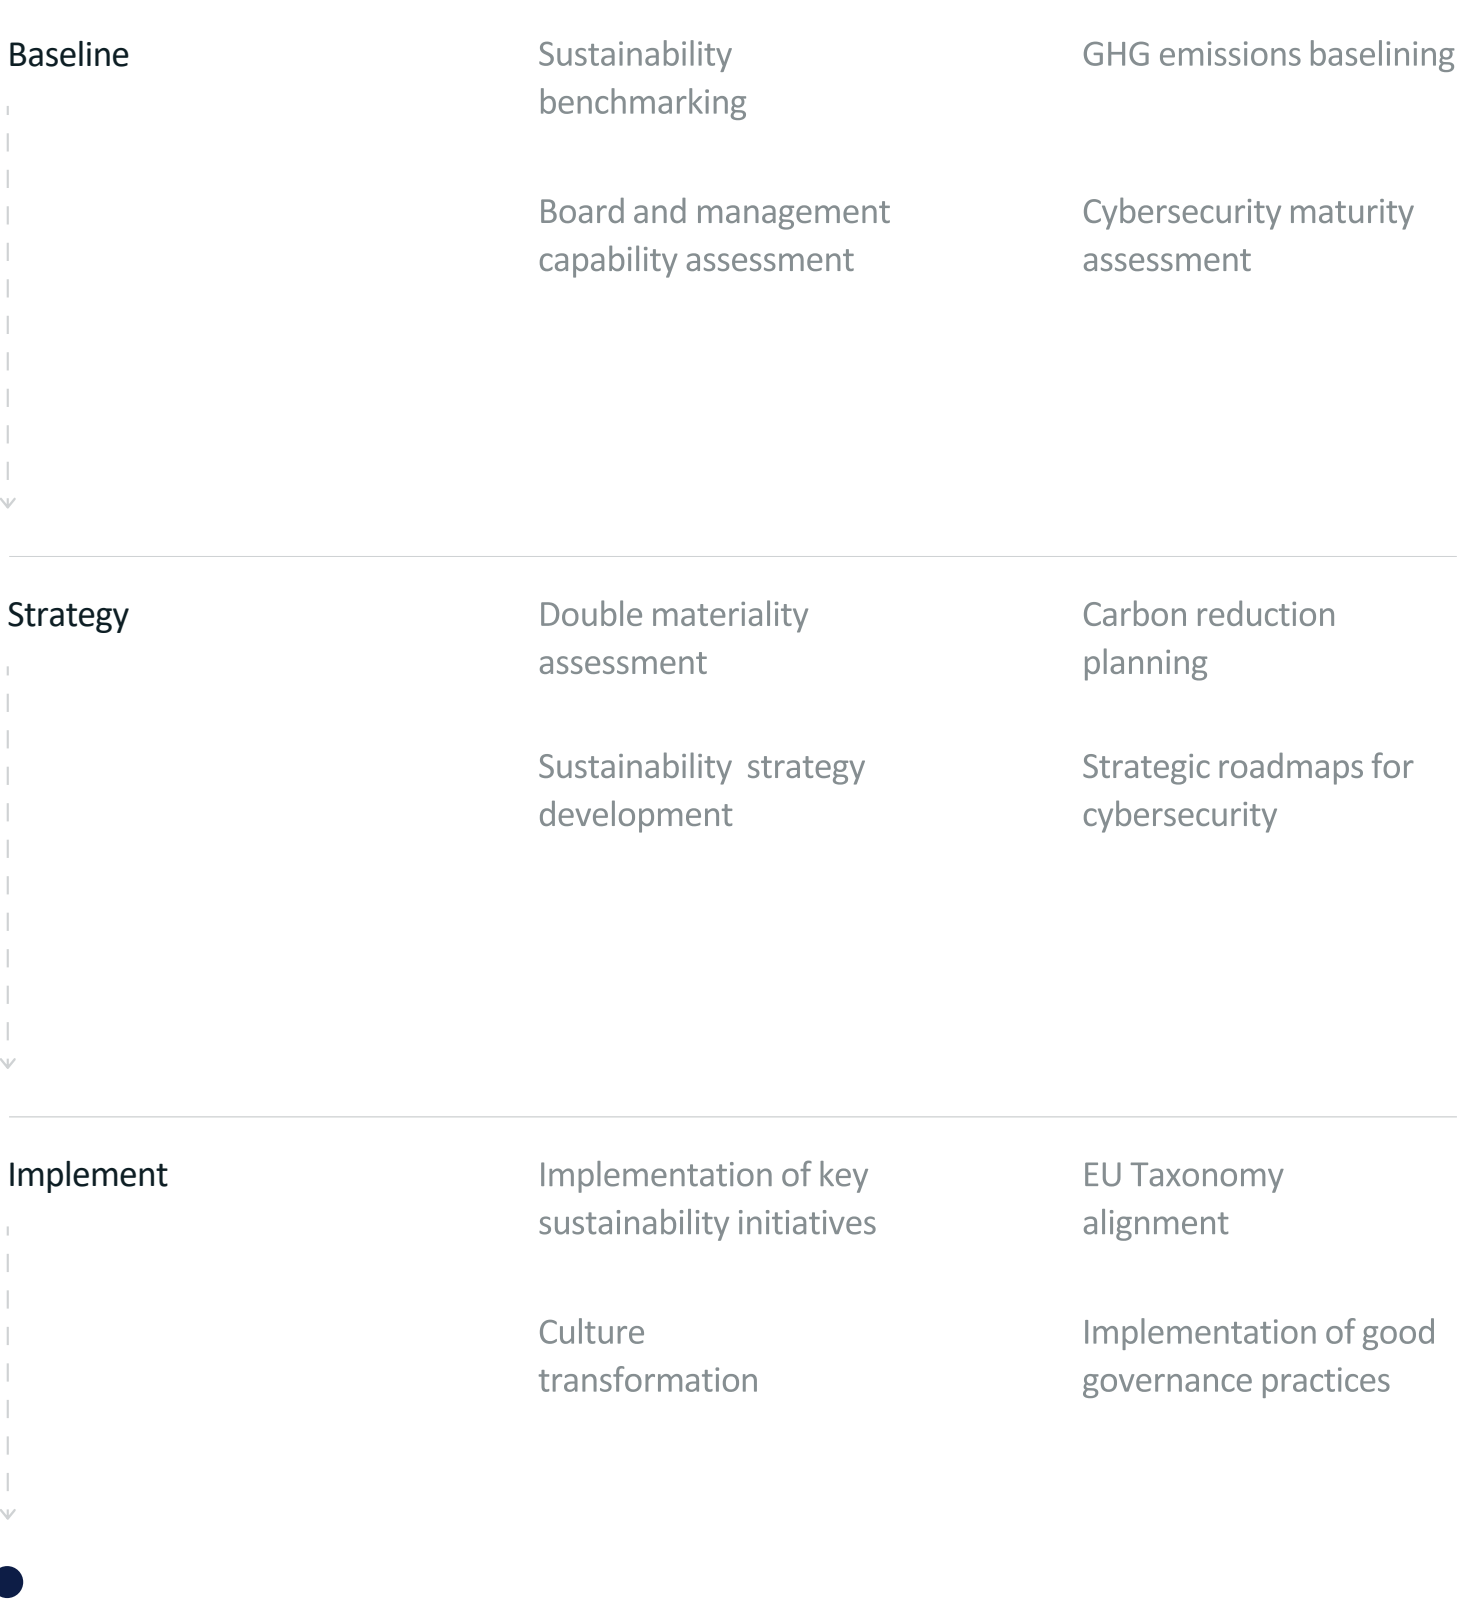 Baseline
Sustainability
benchmarking
GHG emissions baselining
Board and management
capability assessment
Cybersecurity maturity
assessment
Strategy
Double materiality
assessment
Carbon reduction
planning
Sustainability  strategy
development
Strategic roadmaps for
cybersecurity
Implement
Implementation of key
sustainability initiatives
EU Taxonomy
alignment
Culture
transformation
Implementation of good
governance practices